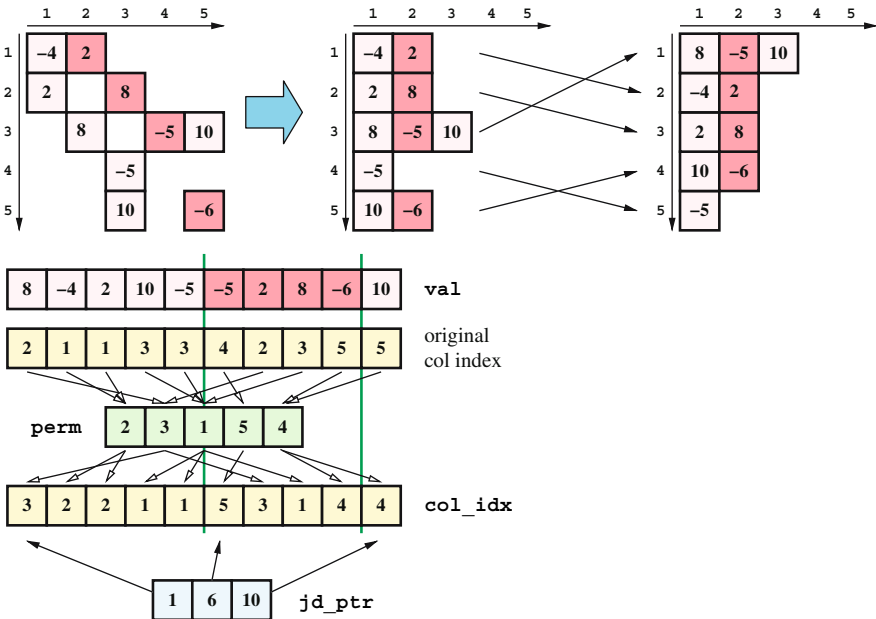 1 2 3 4 5 1 2 3 4 5 1 2 3 4 5
1 −4 2 1 −4 2 1 8 −5 10
2 2 8 2 2 8 2 −4 2
3 8 −5 10 3 8 −5 10 3 2 8
4 −5 4 −5 4 10 −6
5 10 −6 5 10 −6 5 −5
8 −4 2 10 −5 −5 2 8 −6 10 val
2 1 1 3 3 4 2 3 5 5 original
col index
perm 2 3 1 5 4
3 2 2 1 1 5 3 1 4 4 col_idx
1 6 10 jd_ptr